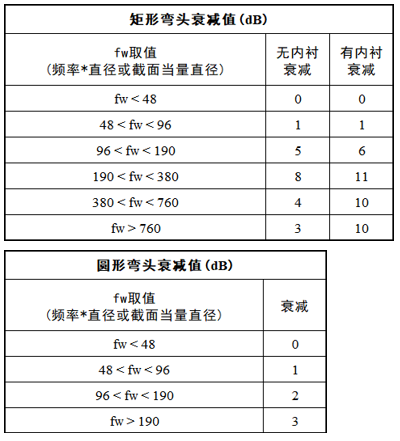 矩形弯头衰减值(dB)
fw取值
(频率*直径或截面当量直径)
无内衬
衰减
有内衬
衰减
fw < 48 0 0
48 < fw < 96 1 1
96 < fw < 190 5 6
190 < fw < 380 8 11
380 < fw < 760 4 10
fw > 760 3 10
圆形弯头衰减值(dB)
fw取值
(频率*直径或截面当量直径)
衰减
fw < 48 0
48 < fw < 96 1
96 < fw < 190 2
fw > 190 3